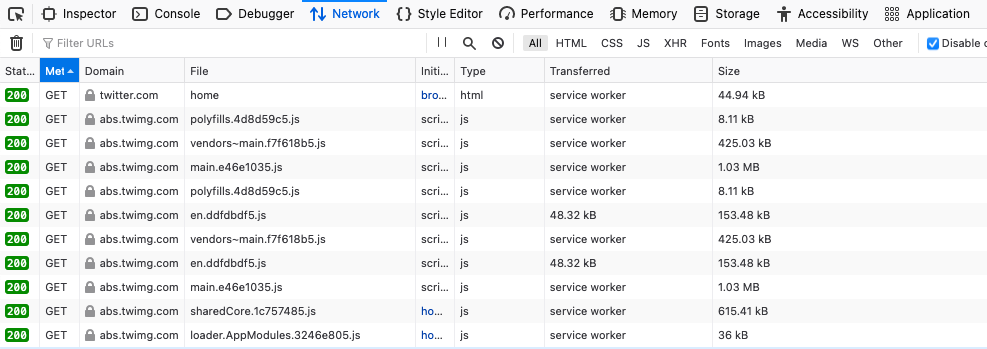 Inspector Console Debugger Network Style Editor Performance Memory Storage Accessibility Application
Filter URLs All HTML CSS JS XHR Fonts Images Media WS Other Disable c
Stat... Met Domain File Initi... Type Transferred Size
200 GET twitter.com home bro... html service worker 44.94 kB
200 GET abs.twimg.com polyfills.4d8d59c5.js scri... js service worker 8.11 kB
200 GET abs.twimg.com vendors~main.f7f618b5.js scri... js service worker 425.03 kB
200 GET abs.twimg.com main.e46e1035.js scri... js service worker 1.03 MB
200 GET abs.twimg.com polyfills.4d8d59c5.js scri... js service worker 8.11 kB
200 GET abs.twimg.com en.ddfdbdf5.js scri... js 48.32 kB 153.48 kB
200 GET abs.twimg.com vendors~main.f7f618b5.js scri... js service worker 425.03 kB
200 GET abs.twimg.com en.ddfdbdf5.js scri... js 48.32 kB 153.48 kB
200 GET abs.twimg.com main.e46e1035.js scri... js service worker 1.03 MB
200 GET abs.twimg.com sharedCore.1c757485.js ho... js service worker 615.41 kB
200 GET abs.twimg.com loader.AppModules.3246e805.js ho... js service worker 36 kB